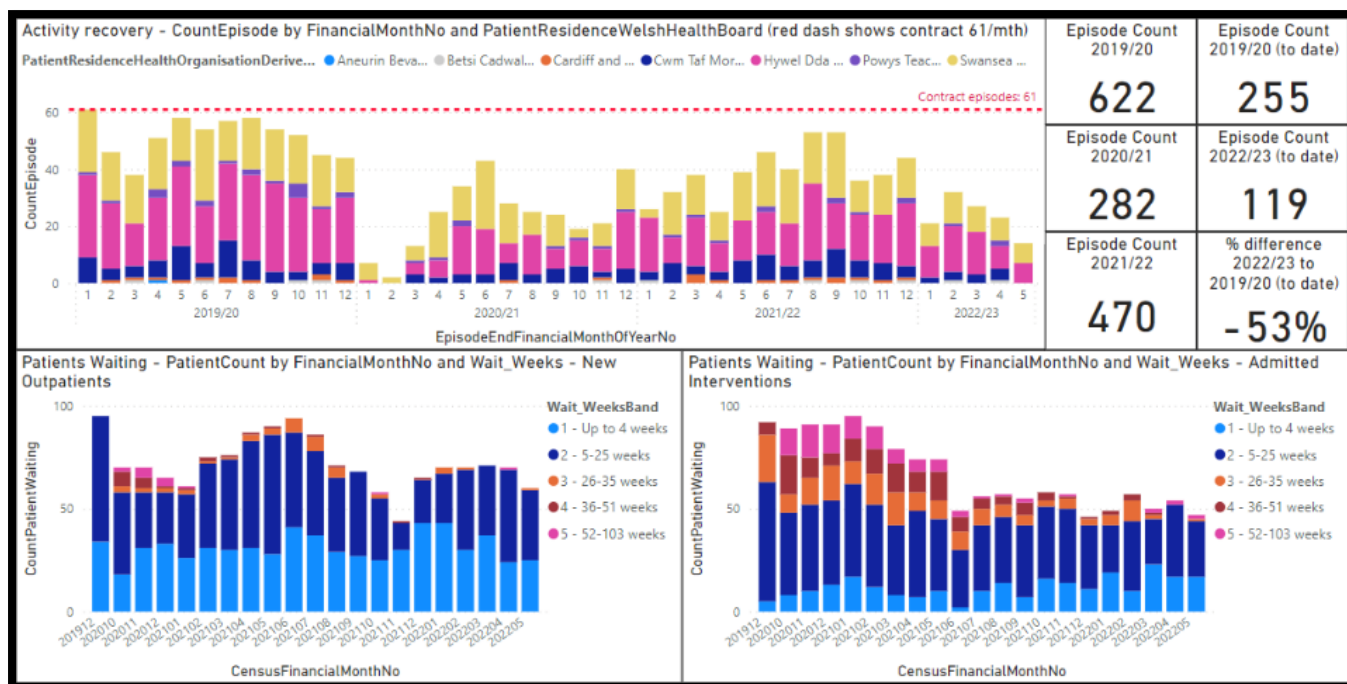 Activity recovery - CountEpisode by FinancialMonthNo and PatientResidenceWelshHealthBoard (red dash shows contract 61/mth)
PatientResidenceHealthOrganisationDerive... Aneurin Beva... Betsi Cadwal... Cardiff and ... Cwm Taf Mor... Hywel Dda ... Powys Teac... Swansea ...
Contract episodes: 61
60
40
20
0
CountEpisode
1 2 3 4 5 6 7 8 9 10 11 12 1 2 3 4 5 6 7 8 9 10 11 12 1 2 3 4 5 6 7 8 9 10 11 12 1 2 3 4 5
2019/20 2020/21 2021/22 2022/23
EpisodeEndFinancialMonthOfYearNo
Episode Count
2019/20
622
Episode Count
2019/20 (to date)
255
Episode Count
2020/21
282
Episode Count
2022/23 (to date)
119
Episode Count
2021/22
470
% difference
2022/23 to
2019/20 (to date)
-53%
Patients Waiting - PatientCount by FinancialMonthNo and Wait_Weeks - New
Outpatients
100
50
0
CountPatientWaiting
201912 202010 202011 202012 202101 202102 202103 202104 202105 202106 202107 202108 202109 202110 202111 202112 202201 202202 202203 202204 202205
CensusFinancialMonthNo
Wait_WeeksBand
1 - Up to 4 weeks
2 - 5-25 weeks
3 - 26-35 weeks
4 - 36-51 weeks
5 - 52-103 weeks
Patients Waiting - PatientCount by FinancialMonthNo and Wait_Weeks - Admitted
Interventions
100
50
0
CountPatientWaiting
201912 202010 202011 202012 202101 202102 202103 202104 202105 202106 202107 202108 202109 202110 202111 202112 202201 202202 202203 202204 202205
CensusFinancialMonthNo
Wait_WeeksBand
1 - Up to 4 weeks
2 - 5-25 weeks
3 - 26-35 weeks
4 - 36-51 weeks
5 - 52-103 weeks